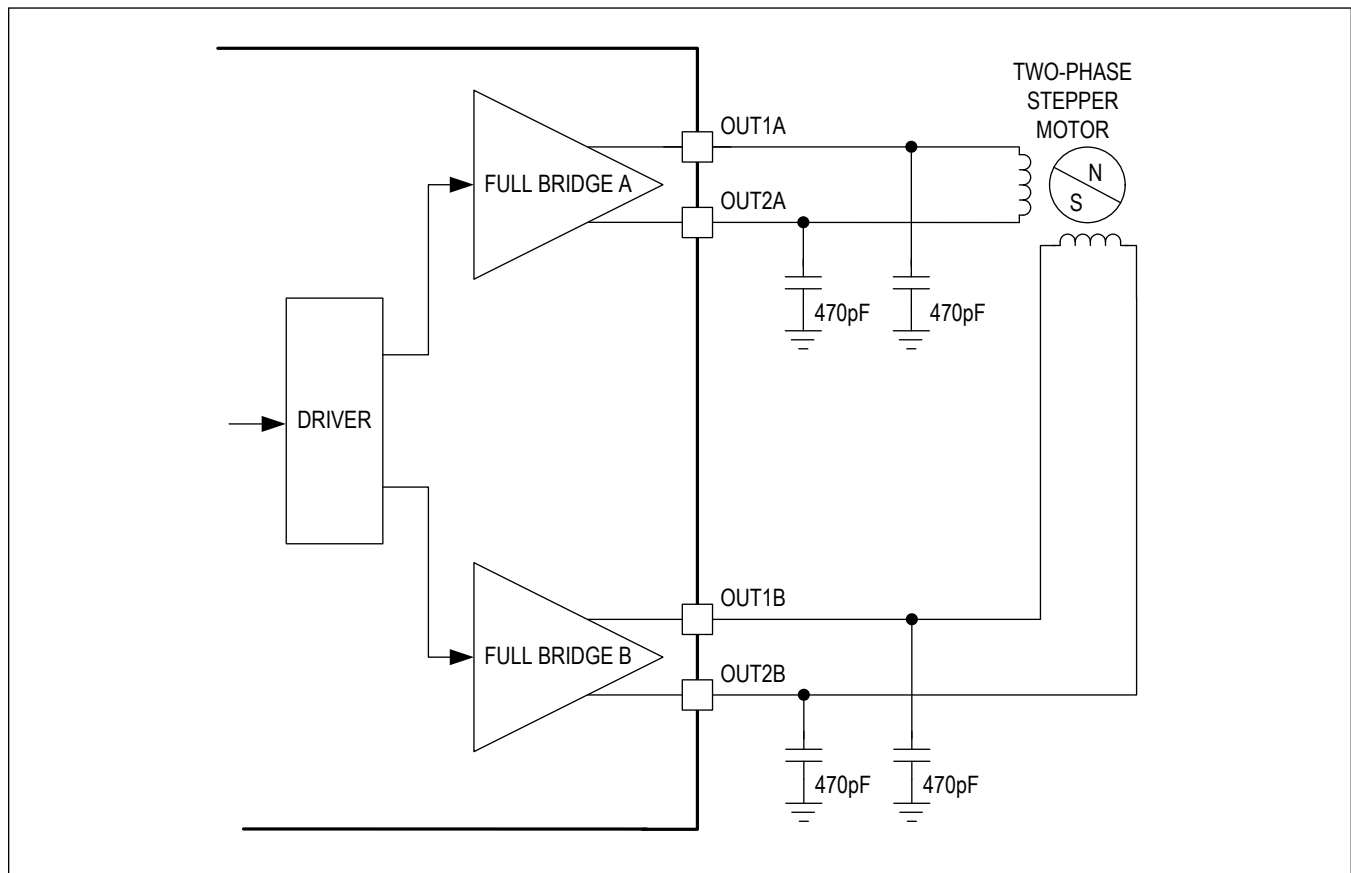 TWO-PHASE
STEPPER
MOTOR
OUT1A
N
FULL BRIDGE A
S
OUT2A
470pF
470pF
DRIVER
OUT1B
FULL BRIDGE B
OUT2B
470pF
470pF